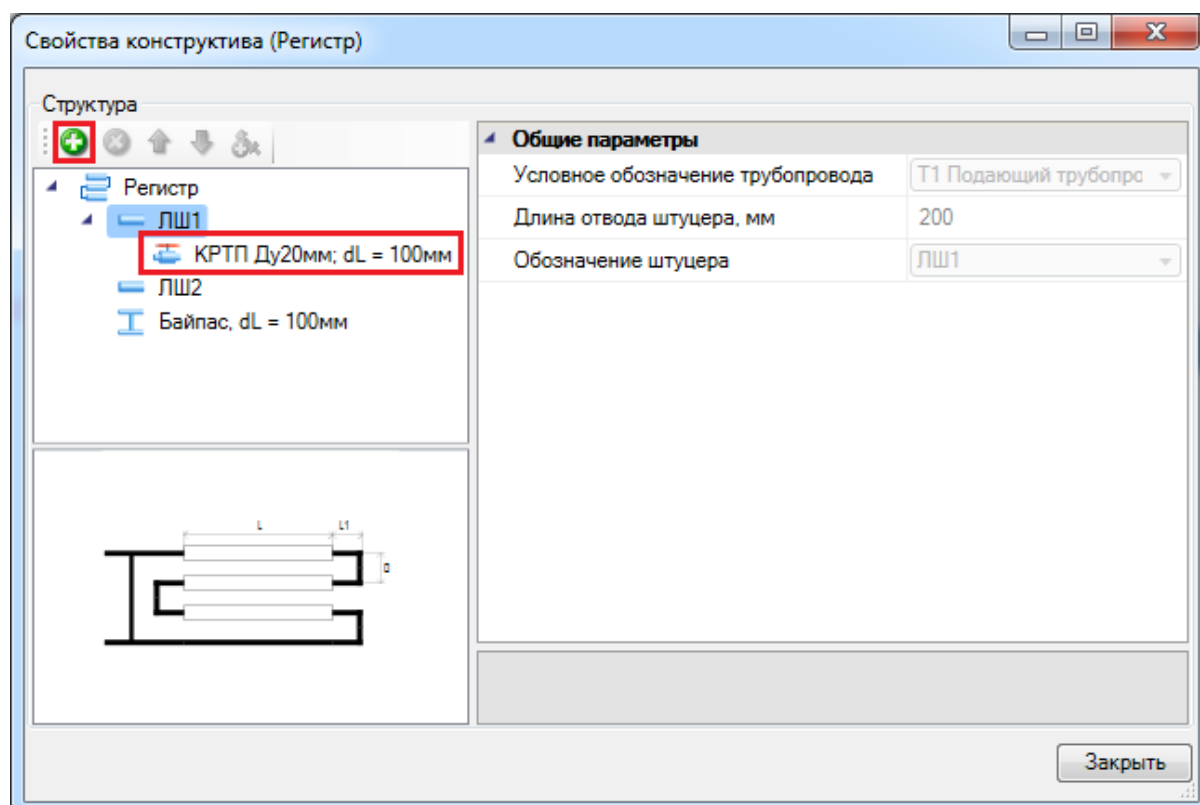 Свойства конструктива (Регистр)
Структура
Регистр
ЛШ1
КРТП Ду20мм; dL = 100мм
ЛШ2
Байпас, dL = 100мм
Общие параметры
Условное обозначение трубопровода Т1 Подающий трубопрс
Длина отвода штуцера, мм 200
Обозначение штуцера ЛШ1
L L1
D
Закрыть